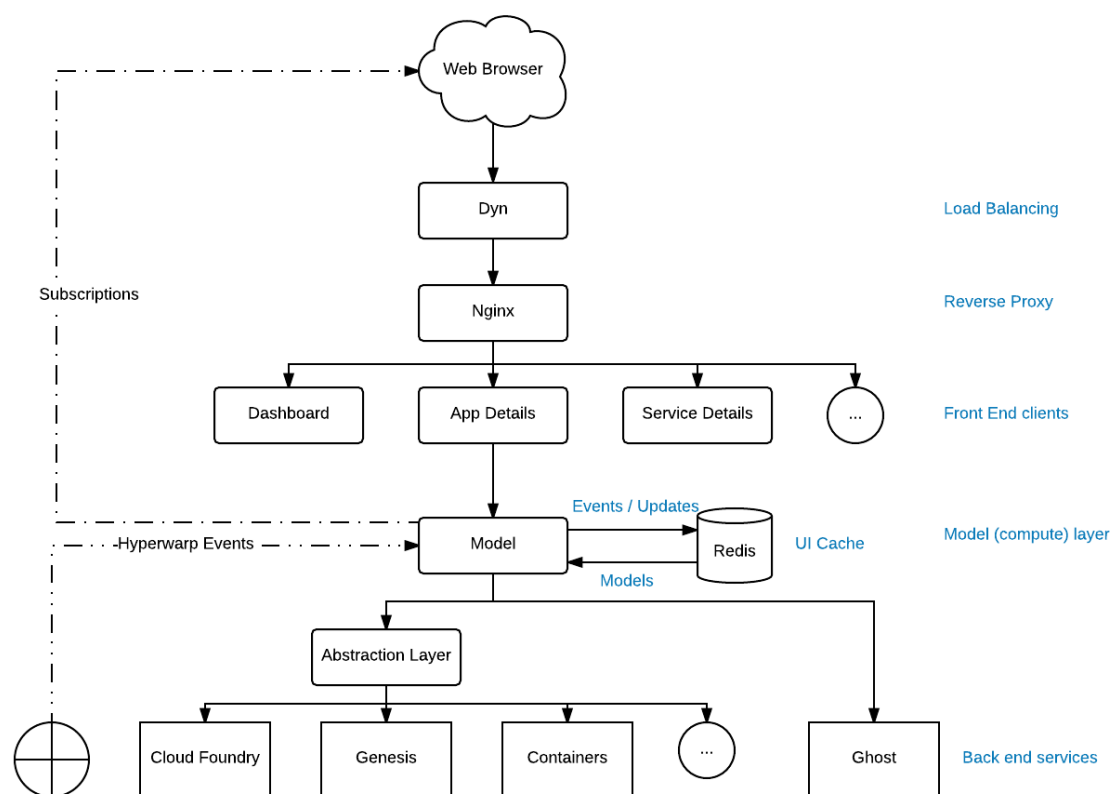 Web Browser
Dyn
Load Balancing
Subscriptions
Nginx
Reverse Proxy
Dashboard
App Details
Service Details
...
Front End clients
Events / Updates
Hyperwarp Events
Model
Redis
UI Cache
Model (compute) layer
Models
Abstraction Layer
Cloud Foundry
Genesis
Containers
...
Ghost
Back end services